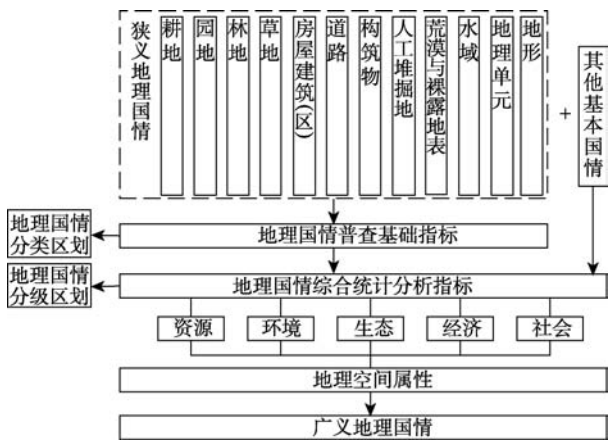 狭义地理国情
耕地
园地
林地
草地
房屋建筑(区)
道路
构筑物
人工堆掘地
荒漠与裸露地表
水域
地理单元
地形
+
其他基本国情
地理国情
分类区划
地理国情普查基础指标
地理国情
分级区划
地理国情综合统计分析指标
资源
环境
生态
经济
社会
地理空间属性
广义地理国情